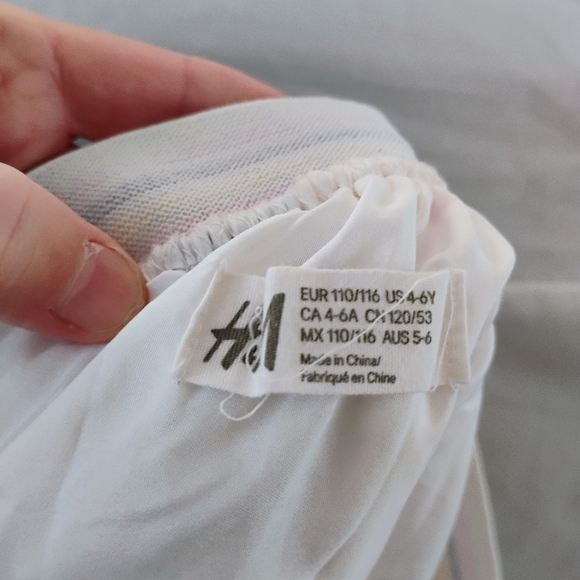 H&M
EUR 110/116 US 4-6Y
CA 4-6A CN 120/53
MX 110/116 AUS 5-6
Made in China/
Fabriqué en Chine